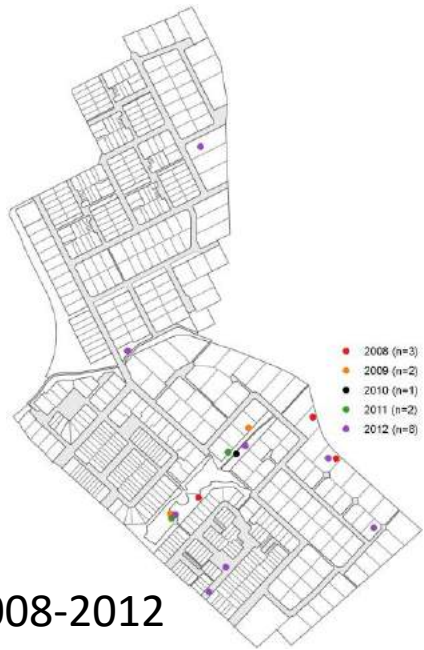 2008 (n=3)
2009 (n=2)
2010 (n=1)
2011 (n=2)
2012 (n=8)
008-2012